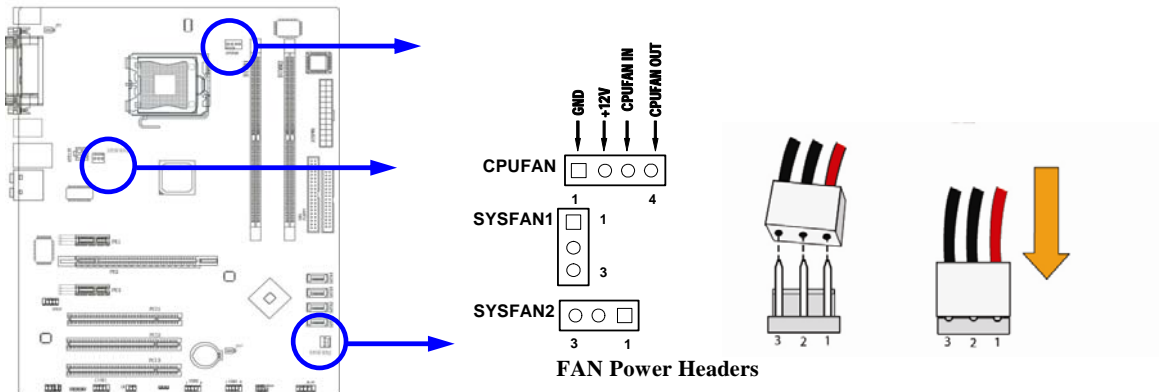 GND
+12V
CPUFAN IN
CPUFAN OUT
CPUFAN
1 4
SYSFAN1
1
3
SYSFAN2
3 1
3 2 1
3 2 1
FAN Power Headers